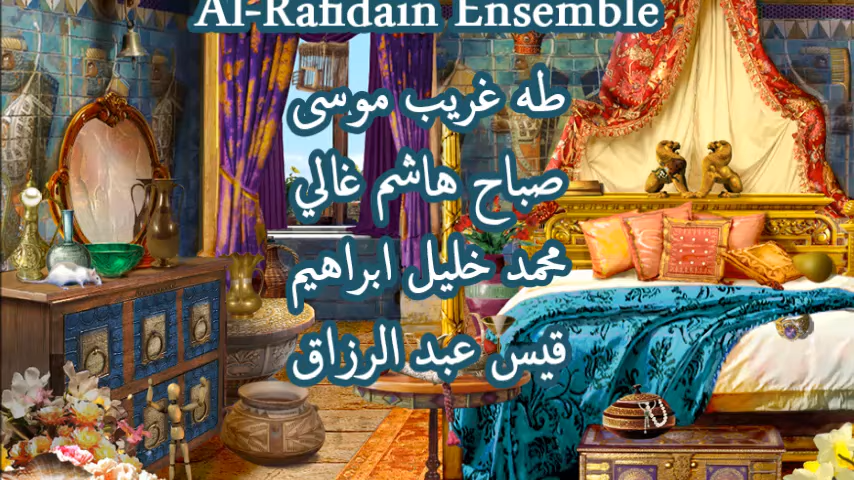 Al-Rafidain Ensemble
طه غريب موسى
صباح هاشم غالي
محمد خليل ابراهيم
قيس عبد الرزاق